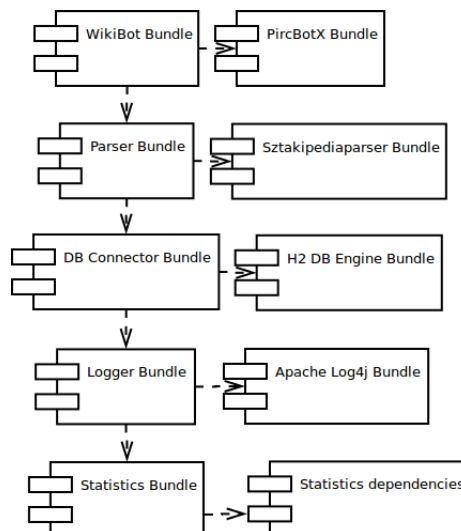 WikiBot Bundle
PircBotX Bundle
Parser Bundle
Sztakipediaparser Bundle
DB Connector Bundle
H2 DB Engine Bundle
Logger Bundle
Apache Log4j Bundle
Statistics Bundle
Statistics dependencies